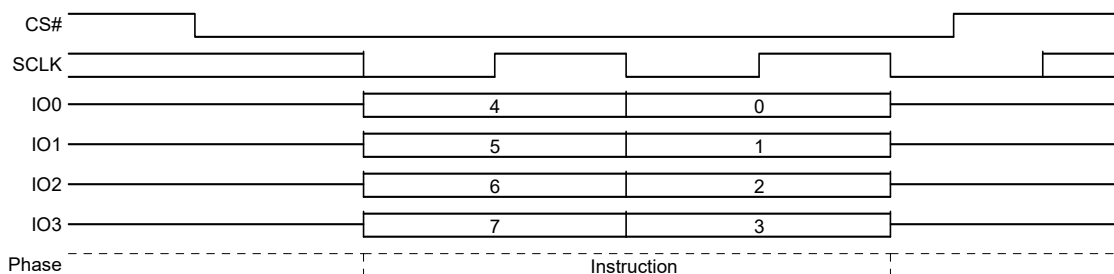 CS#
SCLK
IO0 4 0
IO1 5 1
IO2 6 2
IO3 7 3
Phase Instruction